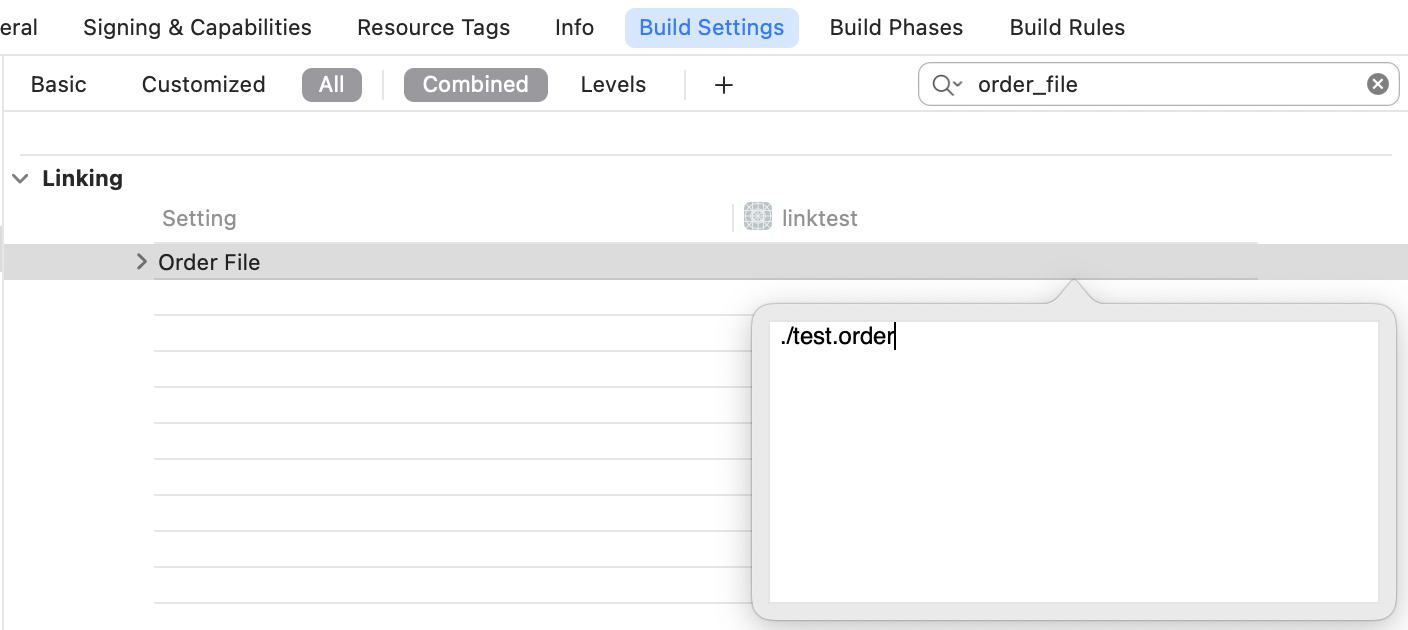 eral Signing & Capabilities Resource Tags Info Build Settings Build Phases Build Rules
Basic Customized All Combined Levels + order_file
Linking
Setting linktest
Order File
./test.order